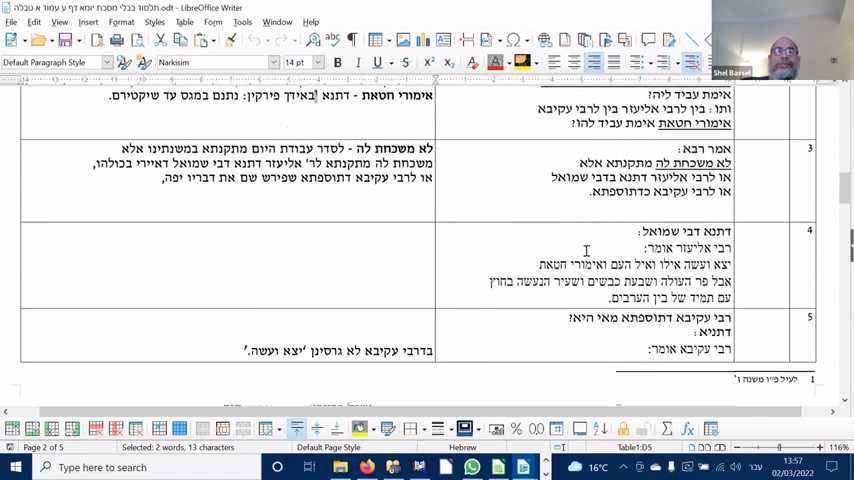 תלמוד בבלי מסכת יומא דף ע עמוד א טבלה.odt - LibreOffice Writer
File Edit View Insert Format Styles Table Form Tools Window Help
Default Paragraph Style Narkisim 14 pt
Shel Bassel
אימת עביד ליה?
ותו: בין לרבי אליעזר בין לרבי עקיבא
אימורי חטאת אימת עביד להו?
אימורי חטאת - דתנא באידך פירקין: נתנם במגס עד שיקטירם.
3
אמר רבא:
לא משכחת לה מתקנתא אלא
או לרבי אליעזר דתנא בדבי שמואל
או לרבי עקיבא כדתוספתא.
לא משכחת לה - לסדר עבודת היום מתקנתא במשנתינו אלא
משכחת לה מתקנתא לר' אליעזר דתנא דבי שמואל דאיירי בכולהו,
או לרבי עקיבא דתוספתא שפירש שם את דבריו יפה,
4
דתנא דבי שמואל:
רבי אליעזר אומר:
יצא ועשה אילו ואיל העם ואימורי חטאת
אבל פר העולה ושבעת כבשים ושעיר הנעשה בחוץ
עם תמיד של בין הערבים.
5
רבי עקיבא דתוספתא מאי היא?
דתניא:
רבי עקיבא אומר:
בדרבי עקיבא לא גרסינן 'יצא ועשה.'
1 לעיל פ"ו משנה ז'
Page 2 of 5 Selected: 2 words, 13 characters Default Page Style Hebrew Table1:D5 116%
Type here to search 16°C עבר 13:57
02/03/2022